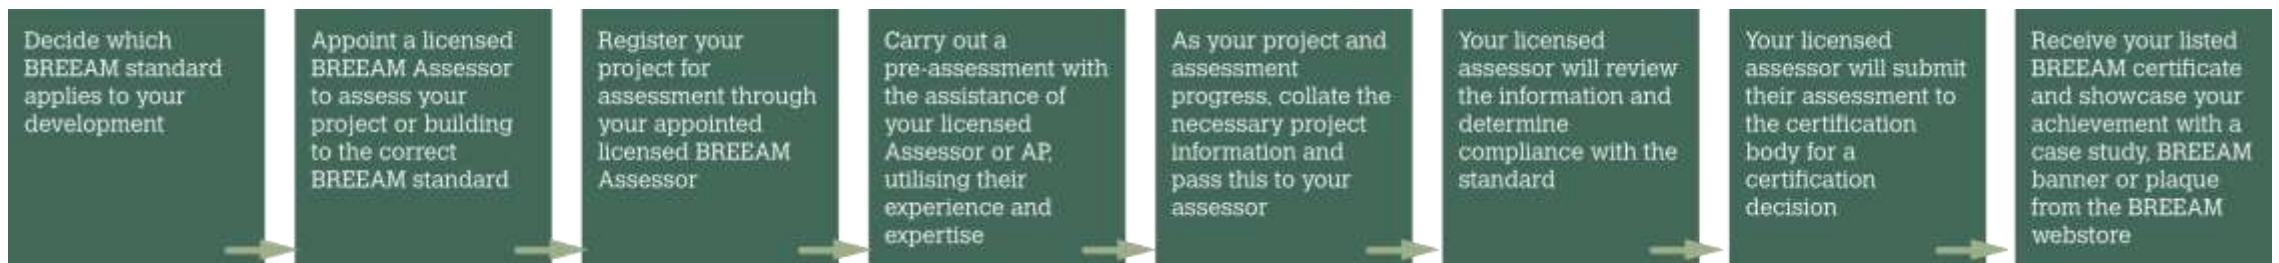 Decide which
BREEAM standard
applies to your
development
Appoint a licensed
BREEAM Assessor
to assess your
project or building
to the correct
BREEAM standard
Register your
project for
assessment through
your appointed
licensed BREEAM
Assessor
Carry out a
pre-assessment with
the assistance of
your licensed
Assessor or AP,
utilising their
experience and
expertise
As your project and
assessment
progress, collate the
necessary project
information and
pass this to your
assessor
Your licensed
assessor will review
the information and
determine
compliance with the
standard
Your licensed
assessor will submit
their assessment to
the certification
body for a
certification
decision
Receive your listed
BREEAM certificate
and showcase your
achievement with a
case study, BREEAM
banner or plaque
from the BREEAM
webstore